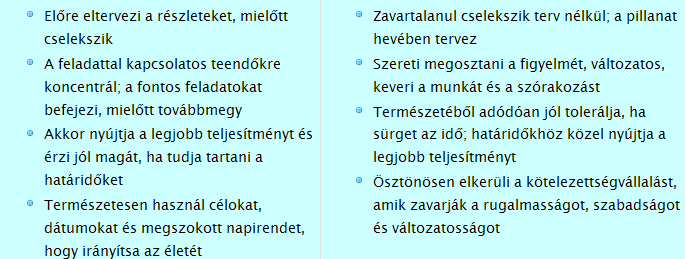 Előre eltervezi a részleteket, mielőtt
cselekszik
A feladattal kapcsolatos teendőkre
koncentrál; a fontos feladatokat
befejezi, mielőtt továbbmegy
Akkor nyújtja a legjobb teljesítményt és
érzi jól magát, ha tudja tartani a
határidőket
Természetesen használ célokat,
dátumokat és megszokott napirendet,
hogy irányítsa az életét
Zavartalanul cselekszik terv nélkül; a pillanat
hevében tervez
Szereti megosztani a figyelmét, változatos,
keveri a munkát és a szórakozást
Természetéből adódóan jól tolerálja, ha
sürget az idő; határidőkhöz közel nyújtja a
legjobb teljesítményt
Ösztönösen elkerüli a kötelezettségvállalást,
amik zavarják a rugalmasságot, szabadságot
és változatosságot